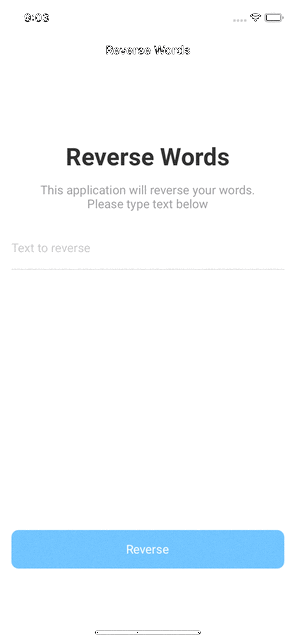 9:03
Reverse Words
Reverse Words
This application will reverse your words.
Please type text below
Text to reverse
Reverse